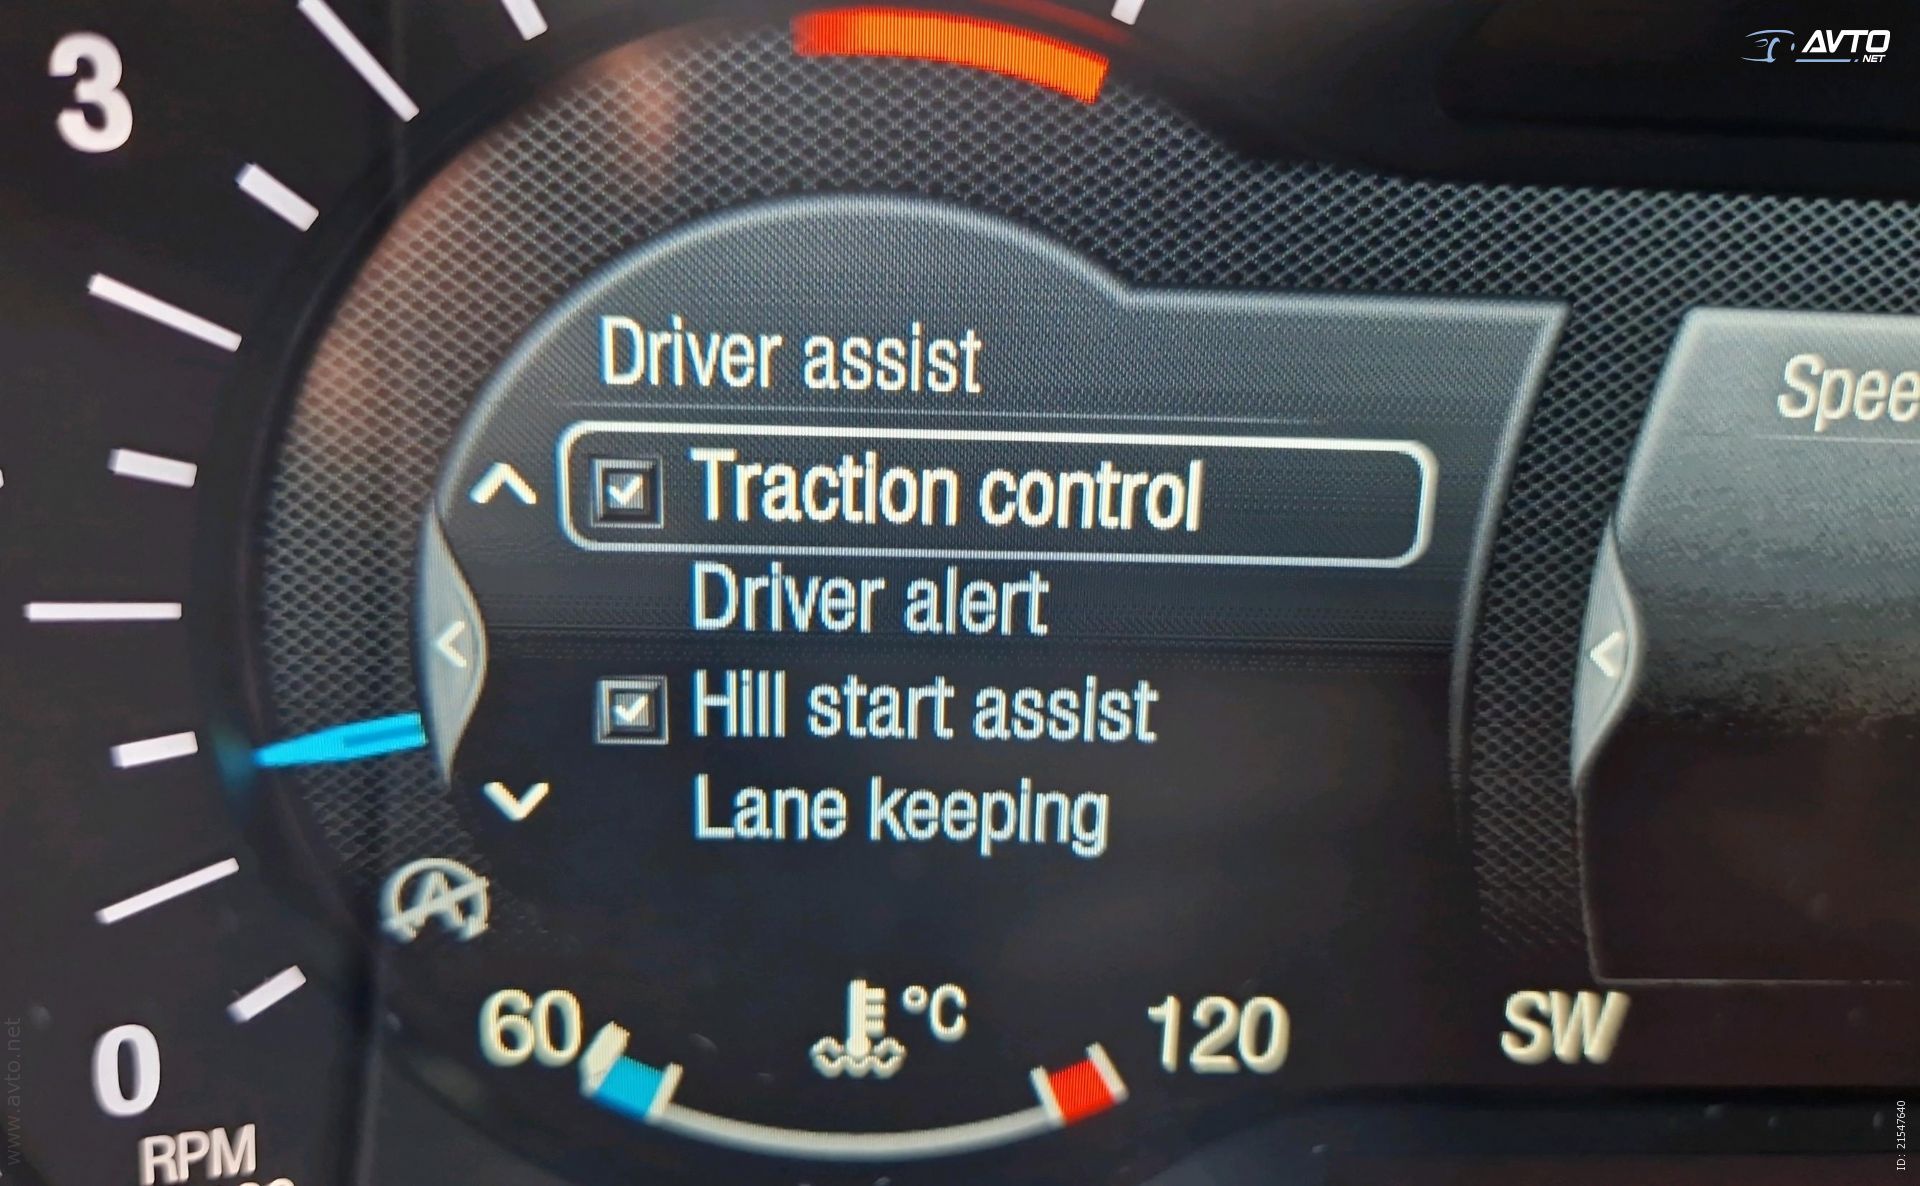 3
AVTO
.NET
Driver assist
Spee
Traction control
Driver alert
Hill start assist
Lane keeping
A
60
°C
120
SW
0
RPM
www.avto.net
ID: 21547640